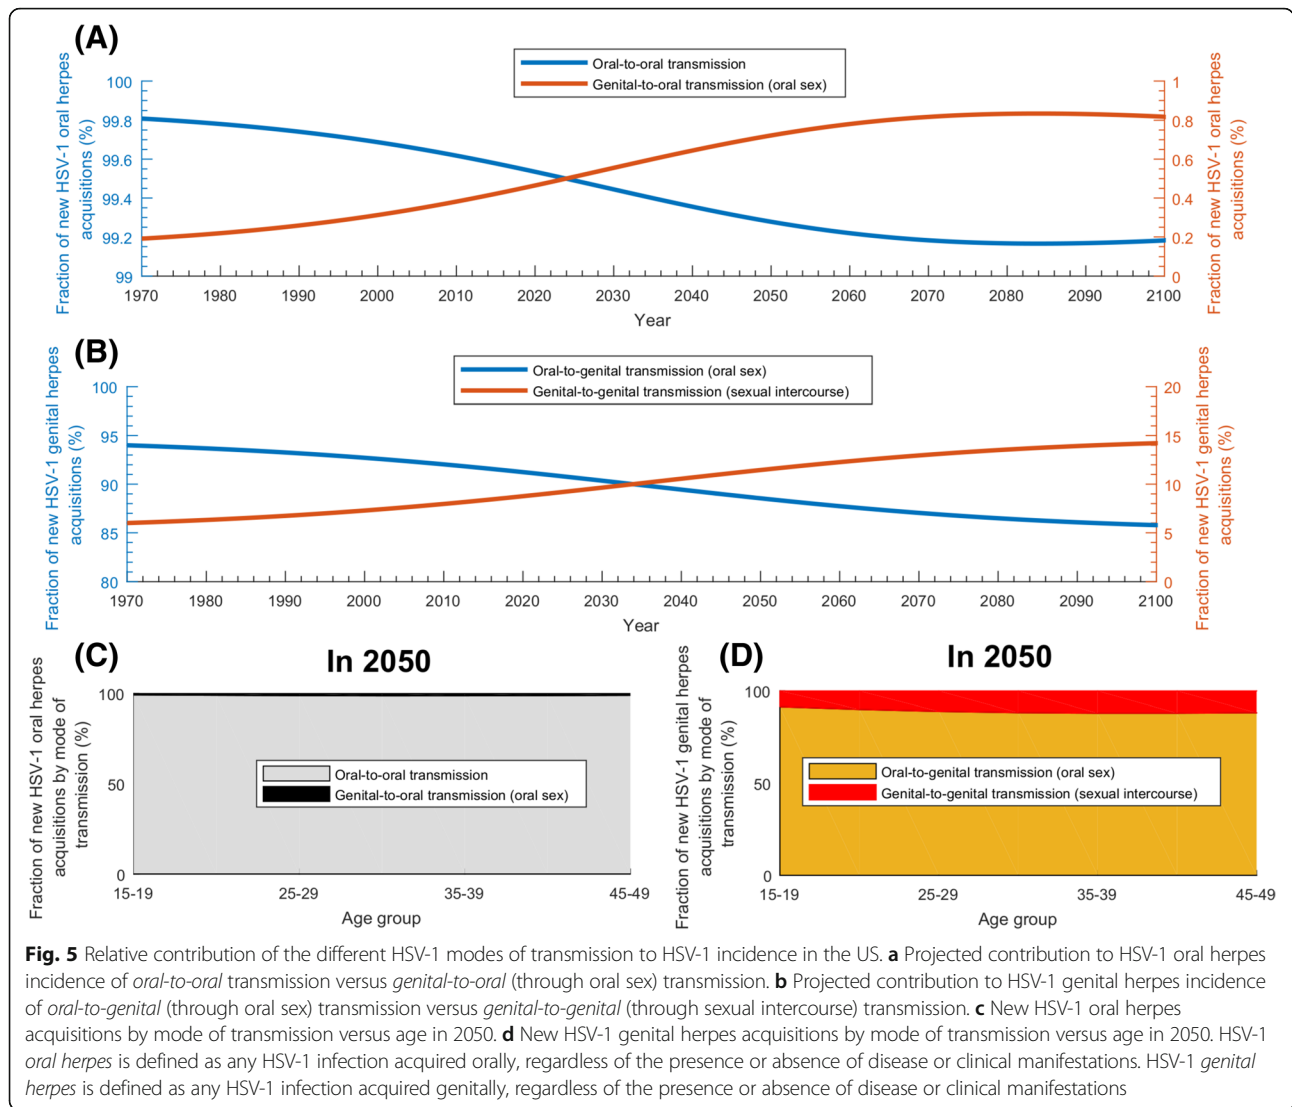 (A)
Oral-to-oral transmission
Genital-to-oral transmission (oral sex)
Fraction of new HSV-1 oral herpes
acquisitions (%)
100
99.8
99.6
99.4
99.2
99
Fraction of new HSV-1 oral herpes
acquisitions (%)
1
0.8
0.6
0.4
0.2
0
1970 1980 1990 2000 2010 2020 2030 2040 2050 2060 2070 2080 2090 2100
Year
(B)
Oral-to-genital transmission (oral sex)
Genital-to-genital transmission (sexual intercourse)
Fraction of new HSV-1 genital herpes
acquisitions (%)
100
95
90
85
80
Fraction of new HSV-1 genital herpes
acquisitions (%)
20
15
10
5
0
1970 1980 1990 2000 2010 2020 2030 2040 2050 2060 2070 2080 2090 2100
Year
(C)
In 2050
Fraction of new HSV-1 oral herpes
acquisitions by mode of
transmission (%)
100
50
0
Oral-to-oral transmission
Genital-to-oral transmission (oral sex)
15-19 25-29 35-39 45-49
Age group
(D)
In 2050
Fraction of new HSV-1 genital herpes
acquisitions by mode of
transmission (%)
100
50
0
Oral-to-genital transmission (oral sex)
Genital-to-genital transmission (sexual intercourse)
15-19 25-29 35-39 45-49
Age group
Fig. 5 Relative contribution of the different HSV-1 modes of transmission to HSV-1 incidence in the US. a Projected contribution to HSV-1 oral herpes
incidence of oral-to-oral transmission versus genital-to-oral (through oral sex) transmission. b Projected contribution to HSV-1 genital herpes incidence
of oral-to-genital (through oral sex) transmission versus genital-to-genital (through sexual intercourse) transmission. c New HSV-1 oral herpes
acquisitions by mode of transmission versus age in 2050. d New HSV-1 genital herpes acquisitions by mode of transmission versus age in 2050. HSV-1
oral herpes is defined as any HSV-1 infection acquired orally, regardless of the presence or absence of disease or clinical manifestations. HSV-1 genital
herpes is defined as any HSV-1 infection acquired genitally, regardless of the presence or absence of disease or clinical manifestations